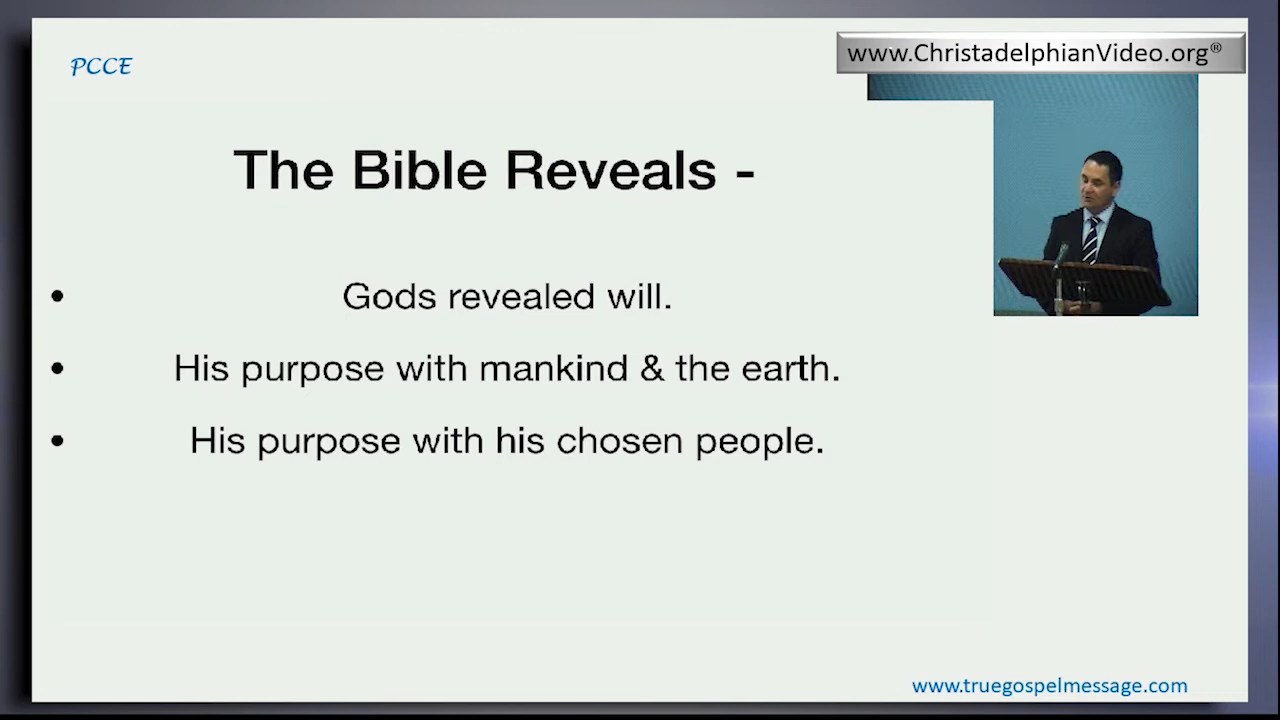 PCCE
www.ChristadelphianVideo.org®
The Bible Reveals -
• Gods revealed will.
• His purpose with mankind & the earth.
• His purpose with his chosen people.
www.truegospelmessage.com